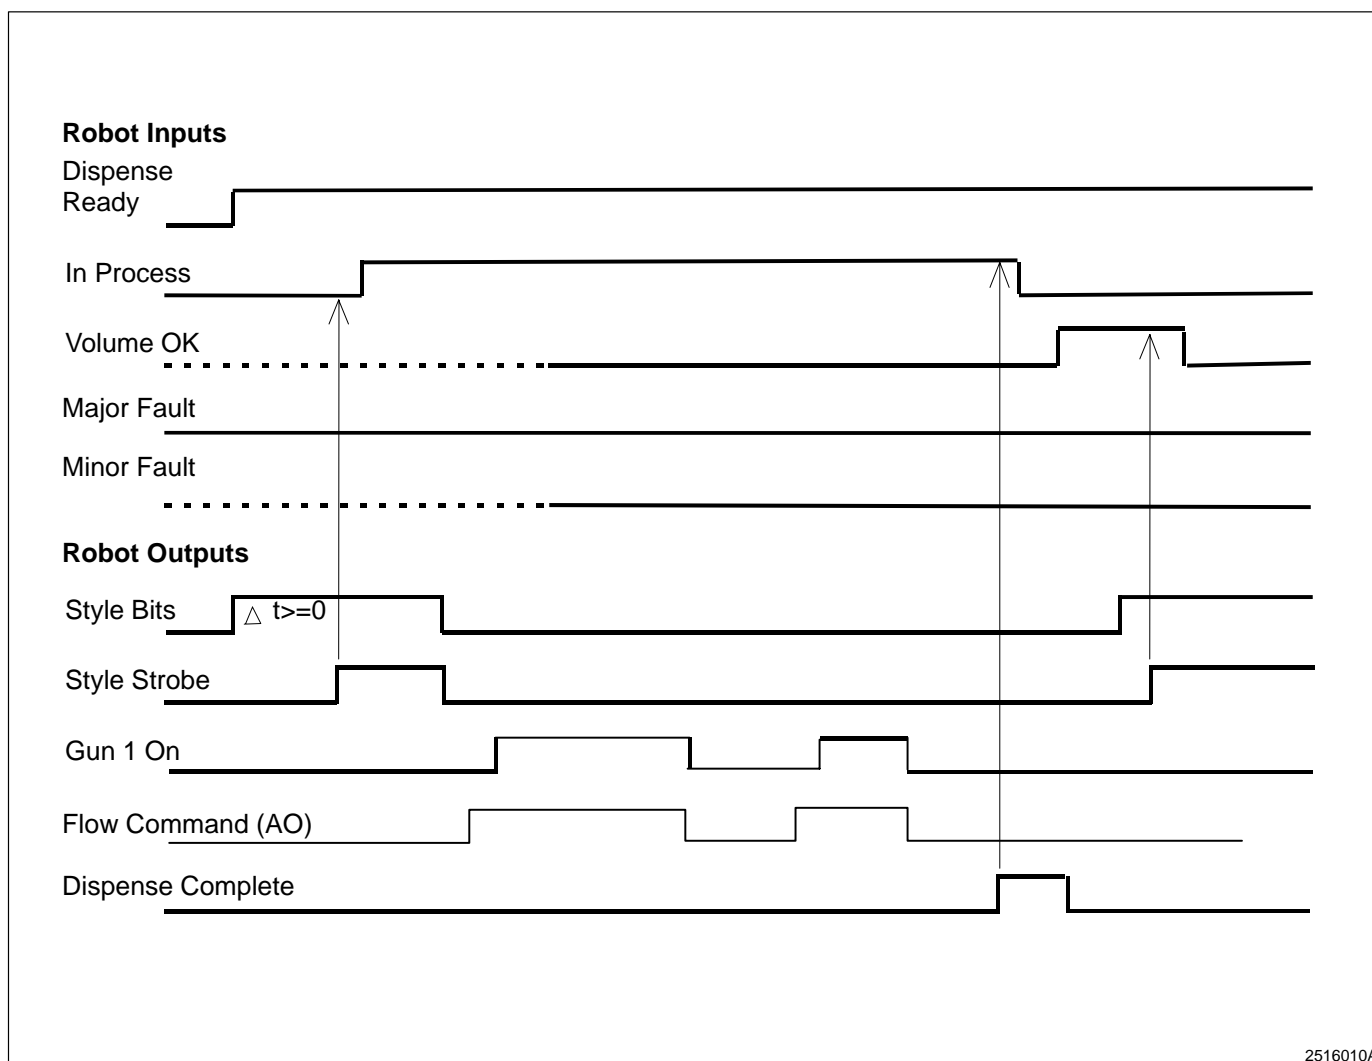 Robot Inputs
Dispense
Ready
In Process
Volume OK
Major Fault
Minor Fault
Robot Outputs
Style Bits
△ t>=0
Style Strobe
Gun 1 On
Flow Command (AO)
Dispense Complete